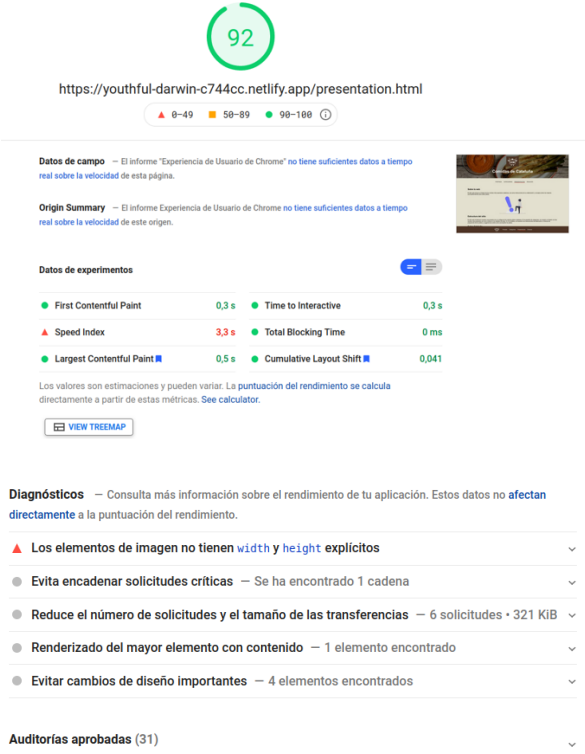 92
https://youthful-darwin-c744cc.netlify.app/presentation.html
0–49 50–89 90–100
Datos de campo — El informe "Experiencia de Usuario de Chrome" no tiene suficientes datos a tiempo
real sobre la velocidad de esta página.
Origin Summary — El informe Experiencia de Usuario de Chrome no tiene suficientes datos a tiempo
real sobre la velocidad de este origen.
Datos de experimentos
First Contentful Paint 0,3 s
Time to Interactive 0,3 s
Speed Index 3,3 s
Total Blocking Time 0 ms
Largest Contentful Paint 0,5 s
Cumulative Layout Shift 0,041
Los valores son estimaciones y pueden variar. La puntuación del rendimiento se calcula
directamente a partir de estas métricas. See calculator.
VIEW TREEMAP
Diagnósticos — Consulta más información sobre el rendimiento de tu aplicación. Estos datos no afectan
directamente a la puntuación del rendimiento.
Los elementos de imagen no tienen width y height explícitos
Evita encadenar solicitudes críticas — Se ha encontrado 1 cadena
Reduce el número de solicitudes y el tamaño de las transferencias — 6 solicitudes • 321 KiB
Renderizado del mayor elemento con contenido — 1 elemento encontrado
Evitar cambios de diseño importantes — 4 elementos encontrados
Auditorías aprobadas (31)